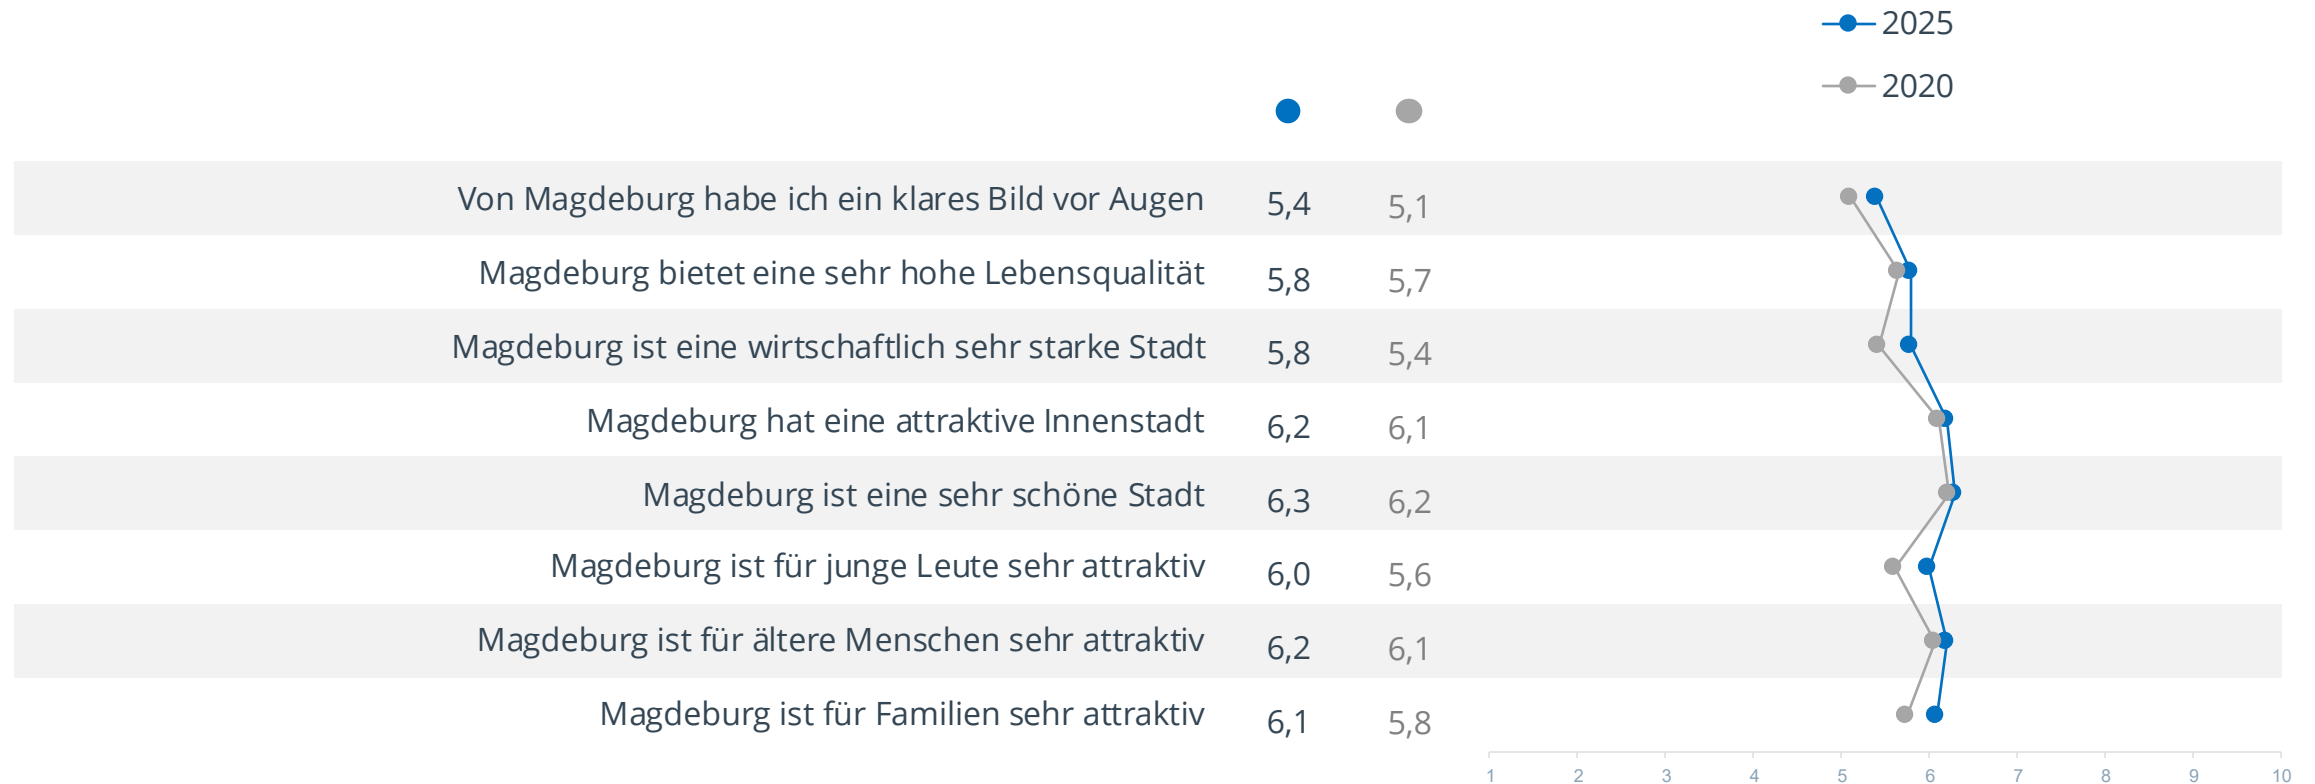 2025
2020
Von Magdeburg habe ich ein klares Bild vor Augen 5,4 5,1
Magdeburg bietet eine sehr hohe Lebensqualität 5,8 5,7
Magdeburg ist eine wirtschaftlich sehr starke Stadt 5,8 5,4
Magdeburg hat eine attraktive Innenstadt 6,2 6,1
Magdeburg ist eine sehr schöne Stadt 6,3 6,2
Magdeburg ist für junge Leute sehr attraktiv 6,0 5,6
Magdeburg ist für ältere Menschen sehr attraktiv 6,2 6,1
Magdeburg ist für Familien sehr attraktiv 6,1 5,8
1 2 3 4 5 6 7 8 9 10